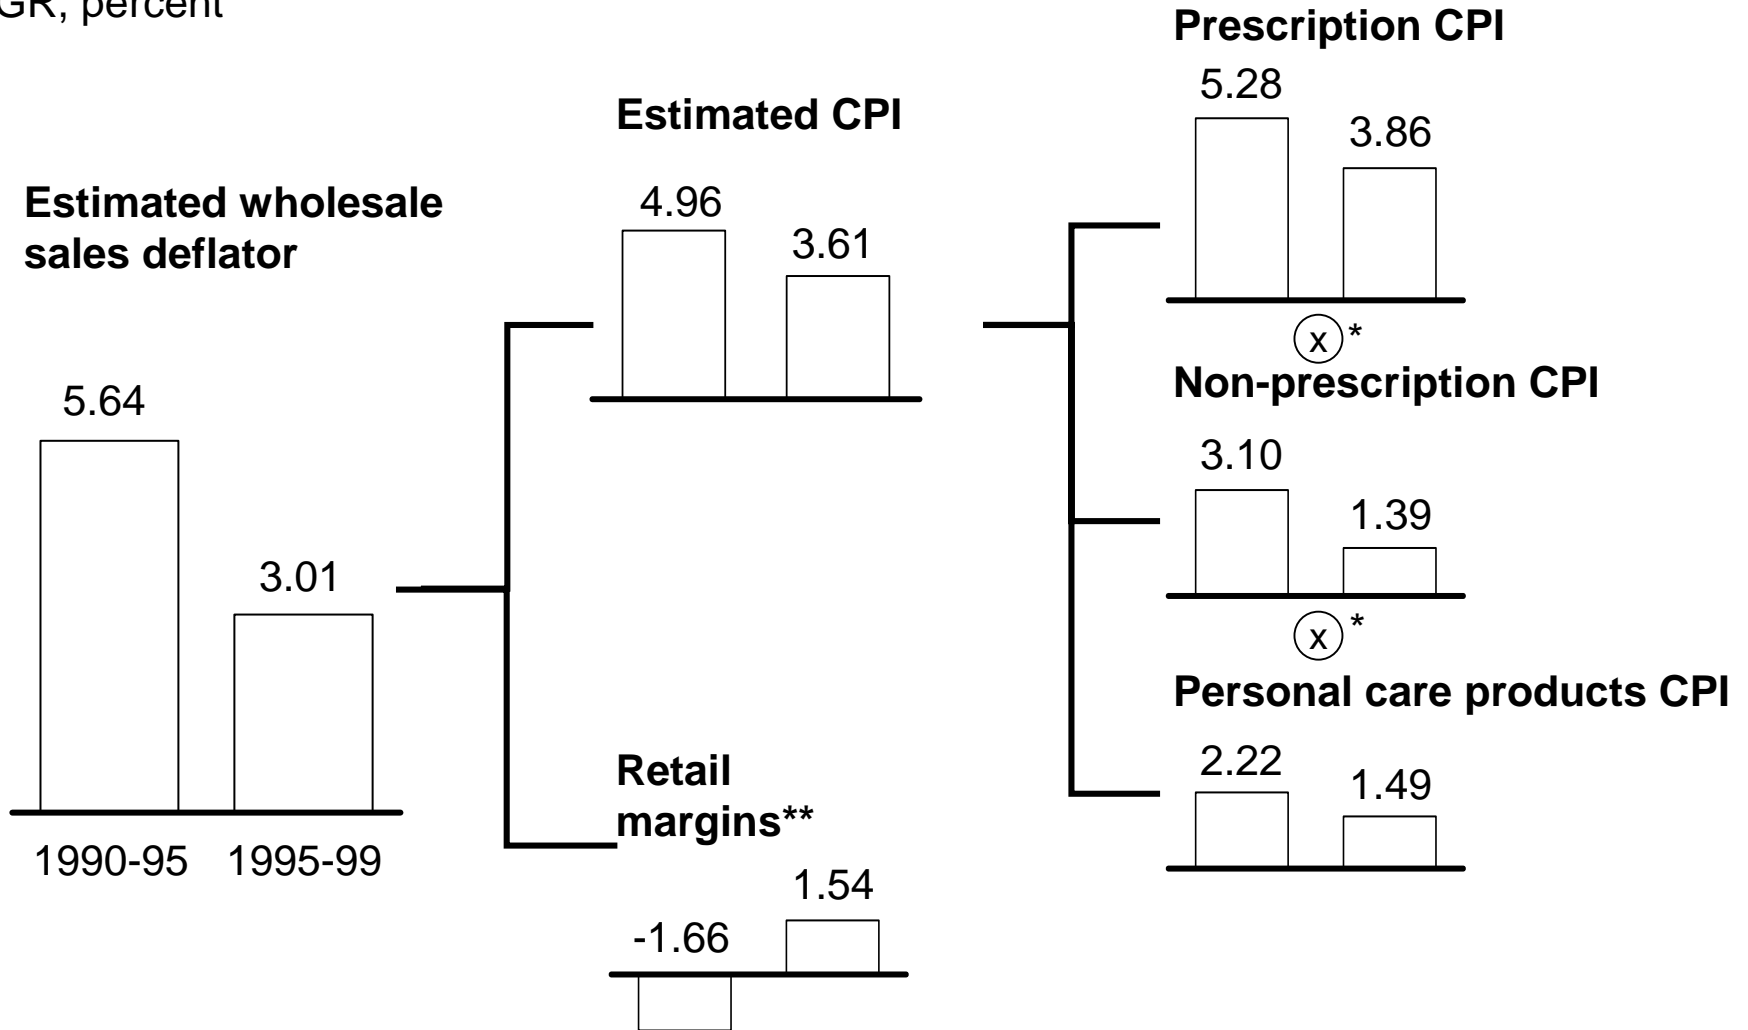 GR, percent
Prescription CPI
5.28
3.86
Estimated CPI
4.96
3.61
Estimated wholesale
sales deflator
5.64
3.01
1990-95 1995-99
x *
Non-prescription CPI
3.10
1.39
x *
Personal care products CPI
2.22
1.49
Retail
margins**
-1.66
1.54